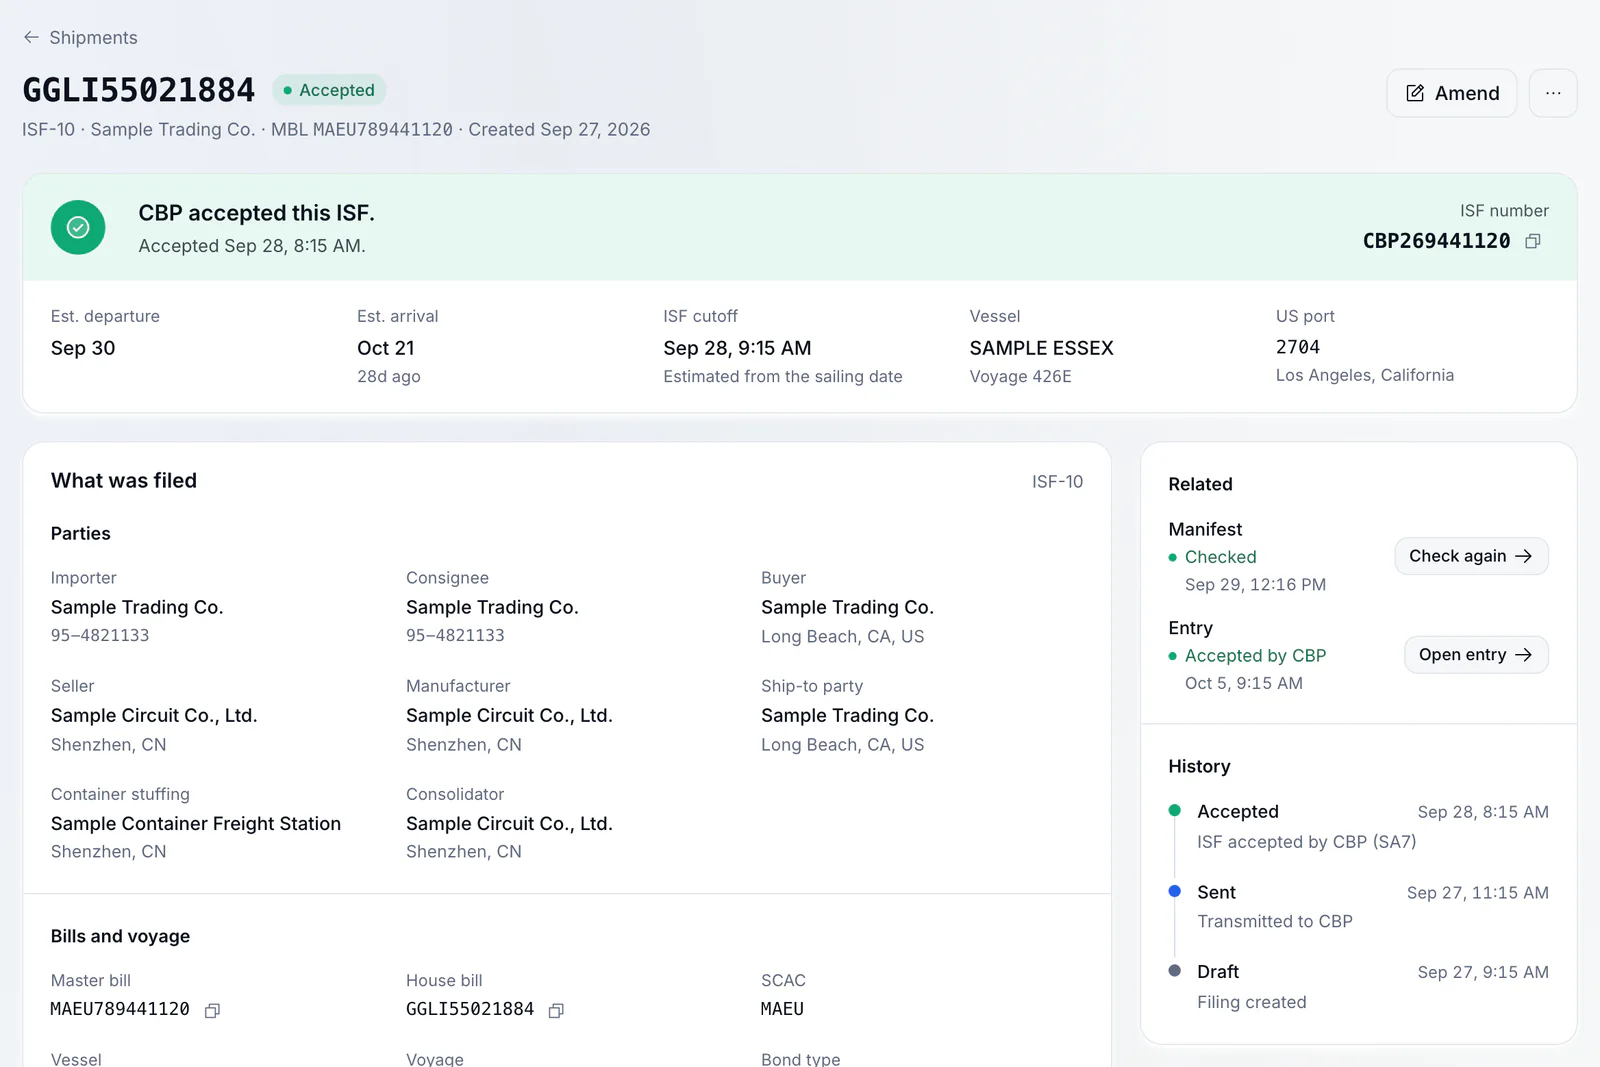 Shipments
GGLI55021884
Accepted
ISF-10 · Sample Trading Co. · MBL MAEU789441120 · Created Sep 27, 2026
Amend
...
CBP accepted this ISF.
Accepted Sep 28, 8:15 AM.
ISF number
CBP269441120
Est. departure
Sep 30
Est. arrival
Oct 21
28d ago
ISF cutoff
Sep 28, 9:15 AM
Estimated from the sailing date
Vessel
SAMPLE ESSEX
Voyage 426E
US port
2704
Los Angeles, California
What was filed
ISF-10
Parties
Importer
Sample Trading Co.
95–4821133
Consignee
Sample Trading Co.
95–4821133
Buyer
Sample Trading Co.
Long Beach, CA, US
Seller
Sample Circuit Co., Ltd.
Shenzhen, CN
Manufacturer
Sample Circuit Co., Ltd.
Shenzhen, CN
Ship-to party
Sample Trading Co.
Long Beach, CA, US
Container stuffing
Sample Container Freight Station
Shenzhen, CN
Consolidator
Sample Circuit Co., Ltd.
Shenzhen, CN
Bills and voyage
Master bill
MAEU789441120
House bill
GGLI55021884
SCAC
MAEU
Vessel
Voyage
Bond type
Related
Manifest
Checked
Sep 29, 12:16 PM
Check again
Entry
Accepted by CBP
Oct 5, 9:15 AM
Open entry
History
Accepted
Sep 28, 8:15 AM
ISF accepted by CBP (SA7)
Sent
Sep 27, 11:15 AM
Transmitted to CBP
Draft
Sep 27, 9:15 AM
Filing created